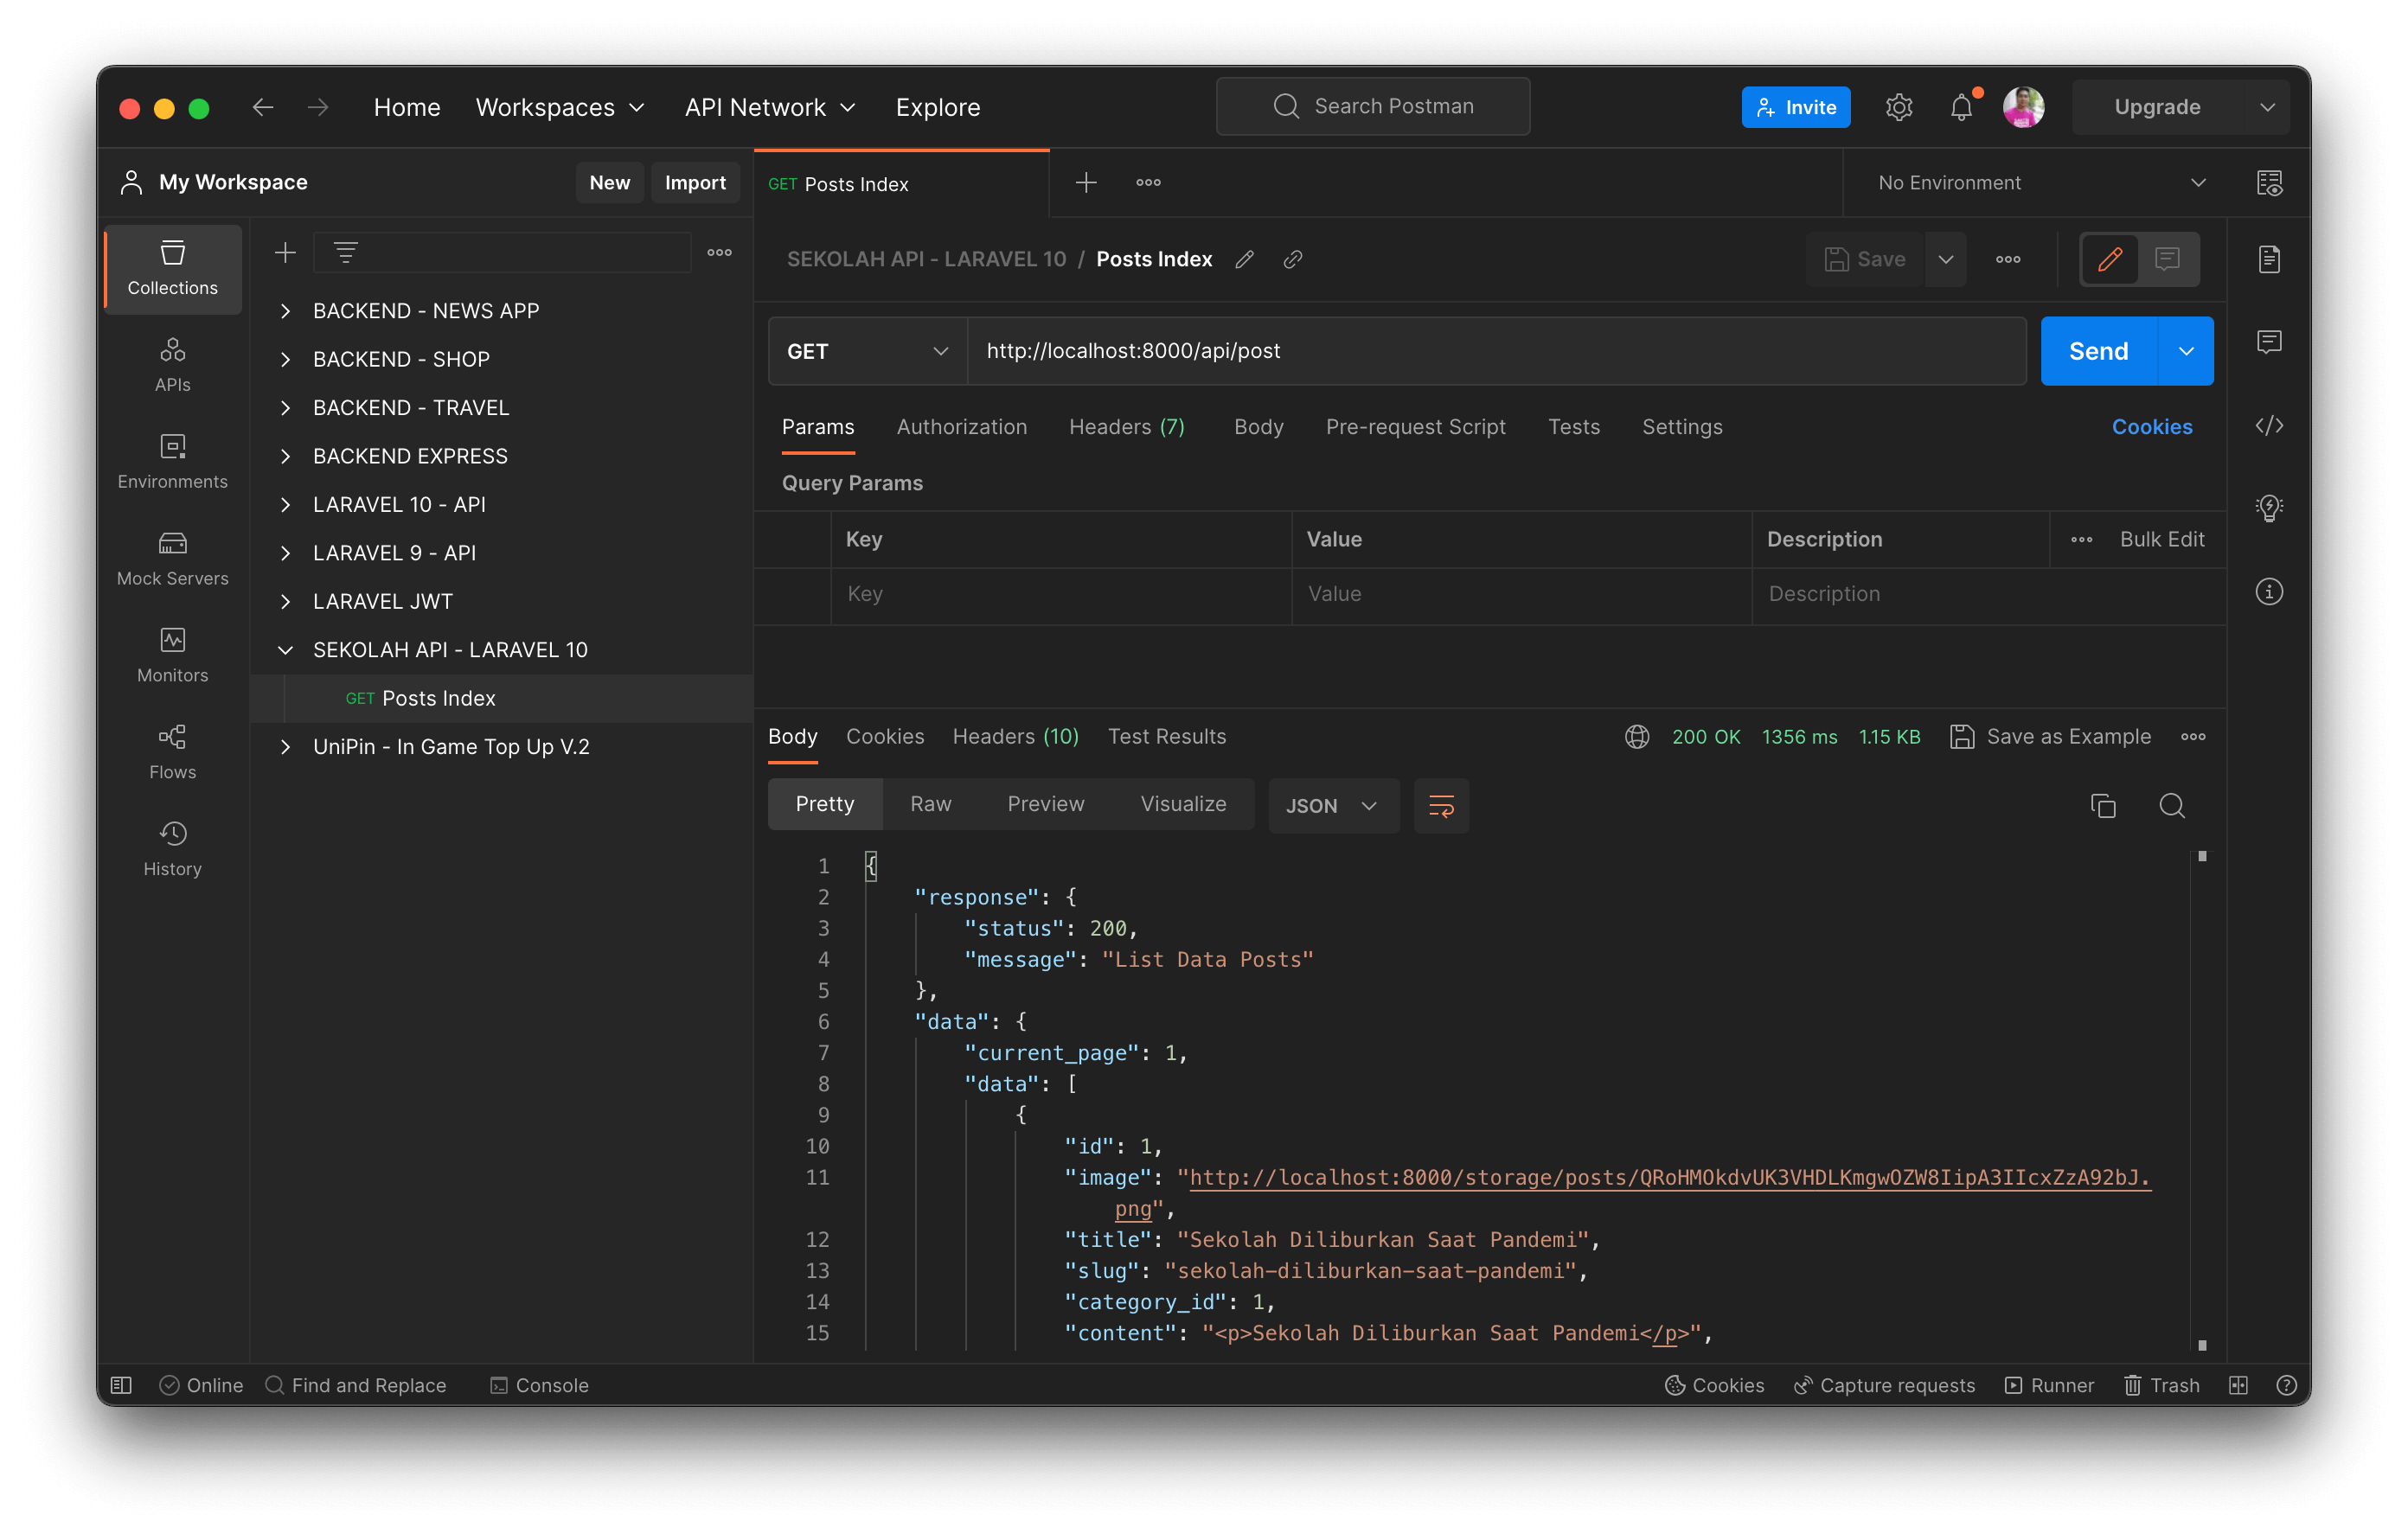 Home Workspaces API Network Explore Search Postman Invite Upgrade
My Workspace New Import GET Posts Index No Environment
Collections
APIs
Environments
Mock Servers
Monitors
Flows
History
BACKEND - NEWS APP
BACKEND - SHOP
BACKEND - TRAVEL
BACKEND EXPRESS
LARAVEL 10 - API
LARAVEL 9 - API
LARAVEL JWT
SEKOLAH API - LARAVEL 10
GET Posts Index
UniPin - In Game Top Up V.2
SEKOLAH API - LARAVEL 10 / Posts Index Save
GET http://localhost:8000/api/post Send
Params Authorization Headers (7) Body Pre-request Script Tests Settings Cookies
Query Params
Key Value Description Bulk Edit
Key Value Description
Body Cookies Headers (10) Test Results 200 OK 1356 ms 1.15 KB Save as Example
Pretty Raw Preview Visualize JSON
1 {
2 "response": {
3 "status": 200,
4 "message": "List Data Posts"
5 },
6 "data": {
7 "current_page": 1,
8 "data": [
9 {
10 "id": 1,
11 "image": "http://localhost:8000/storage/posts/QRoHMOkdvUK3VHDLKmgwOZW8IipA3IIcxZzA92bJ.
png",
12 "title": "Sekolah Diliburkan Saat Pandemi",
13 "slug": "sekolah-diliburkan-saat-pandemi",
14 "category_id": 1,
15 "content": "<p>Sekolah Diliburkan Saat Pandemi</p>",
Online Find and Replace Console Cookies Capture requests Runner Trash